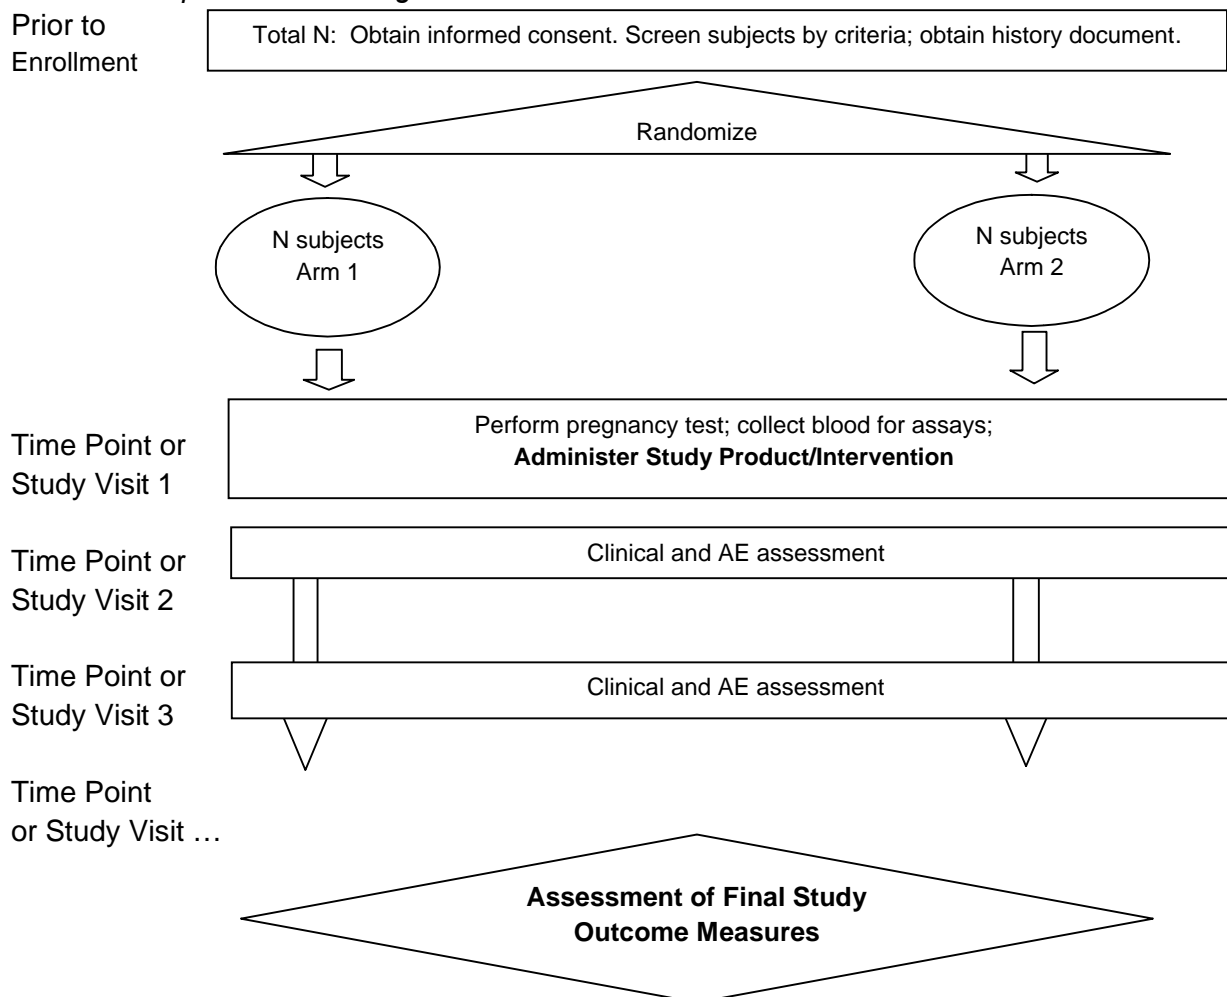 Prior to
Enrollment
Total N: Obtain informed consent. Screen subjects by criteria; obtain history document.
Randomize
N subjects
Arm 1
N subjects
Arm 2
Time Point or
Study Visit 1
Perform pregnancy test; collect blood for assays;
Administer Study Product/Intervention
Time Point or
Study Visit 2
Clinical and AE assessment
Time Point or
Study Visit 3
Clinical and AE assessment
Time Point
or Study Visit …
Assessment of Final Study
Outcome Measures